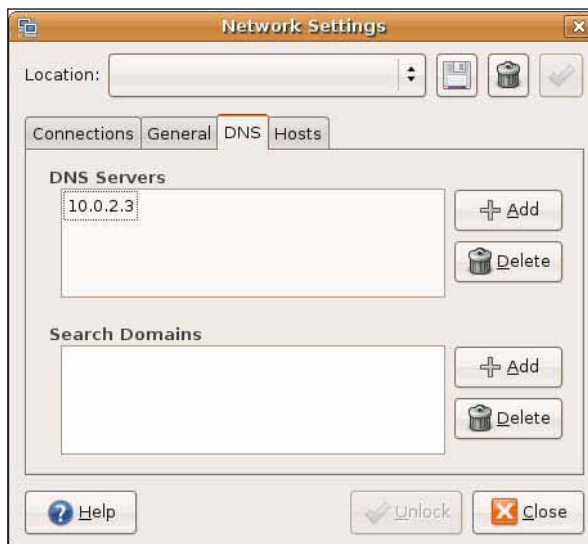 Network Settings
Location:
Connections General DNS Hosts
DNS Servers
10.0.2.3
Add
Delete
Search Domains
Add
Delete
Help Unlock Close